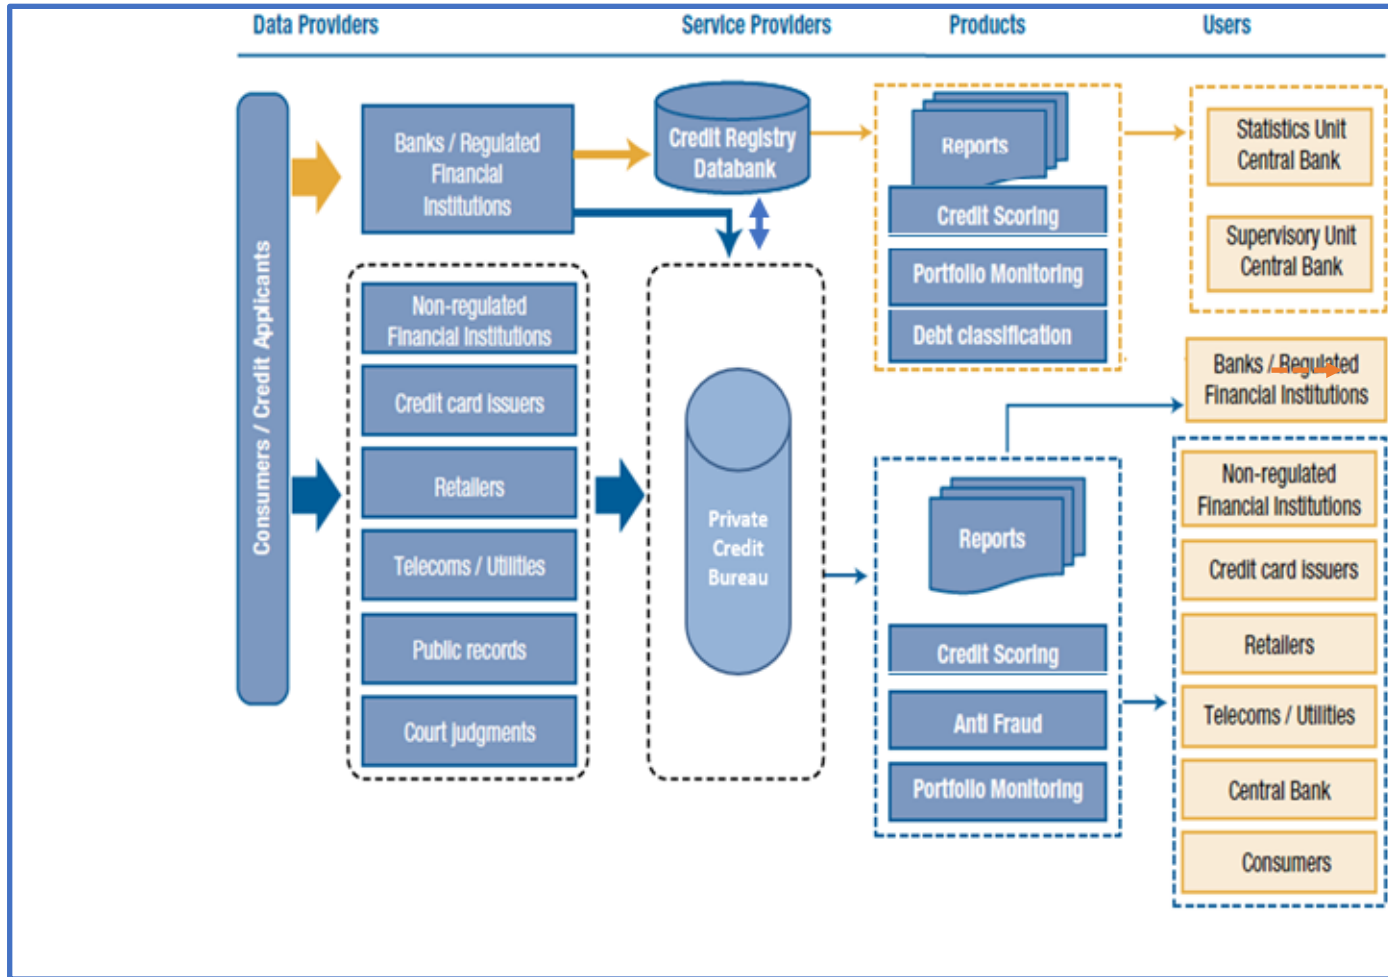 Data Providers
Service Providers
Products
Users
Consumers / Credit Applicants
Banks / Regulated
Financial
Institutions
Non-regulated
Financial Institutions
Credit card issuers
Retailers
Telecoms / Utilities
Public records
Court judgments
Credit Registry
Databank
Private
Credit
Bureau
Reports
Credit Scoring
Portfolio Monitoring
Debt classification
Reports
Credit Scoring
Anti Fraud
Portfolio Monitoring
Statistics Unit
Central Bank
Supervisory Unit
Central Bank
Banks / Regulated
Financial Institutions
Non-regulated
Financial Institutions
Credit card issuers
Retailers
Telecoms / Utilities
Central Bank
Consumers